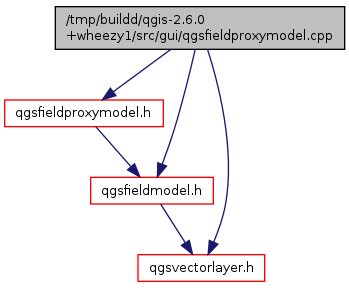 /tmp/buildd/qgis-2.6.0
+wheezy1/src/gui/qgsfieldproxymodel.cpp
qgsfieldproxymodel.h
qgsfieldmodel.h
qgsvectorlayer.h